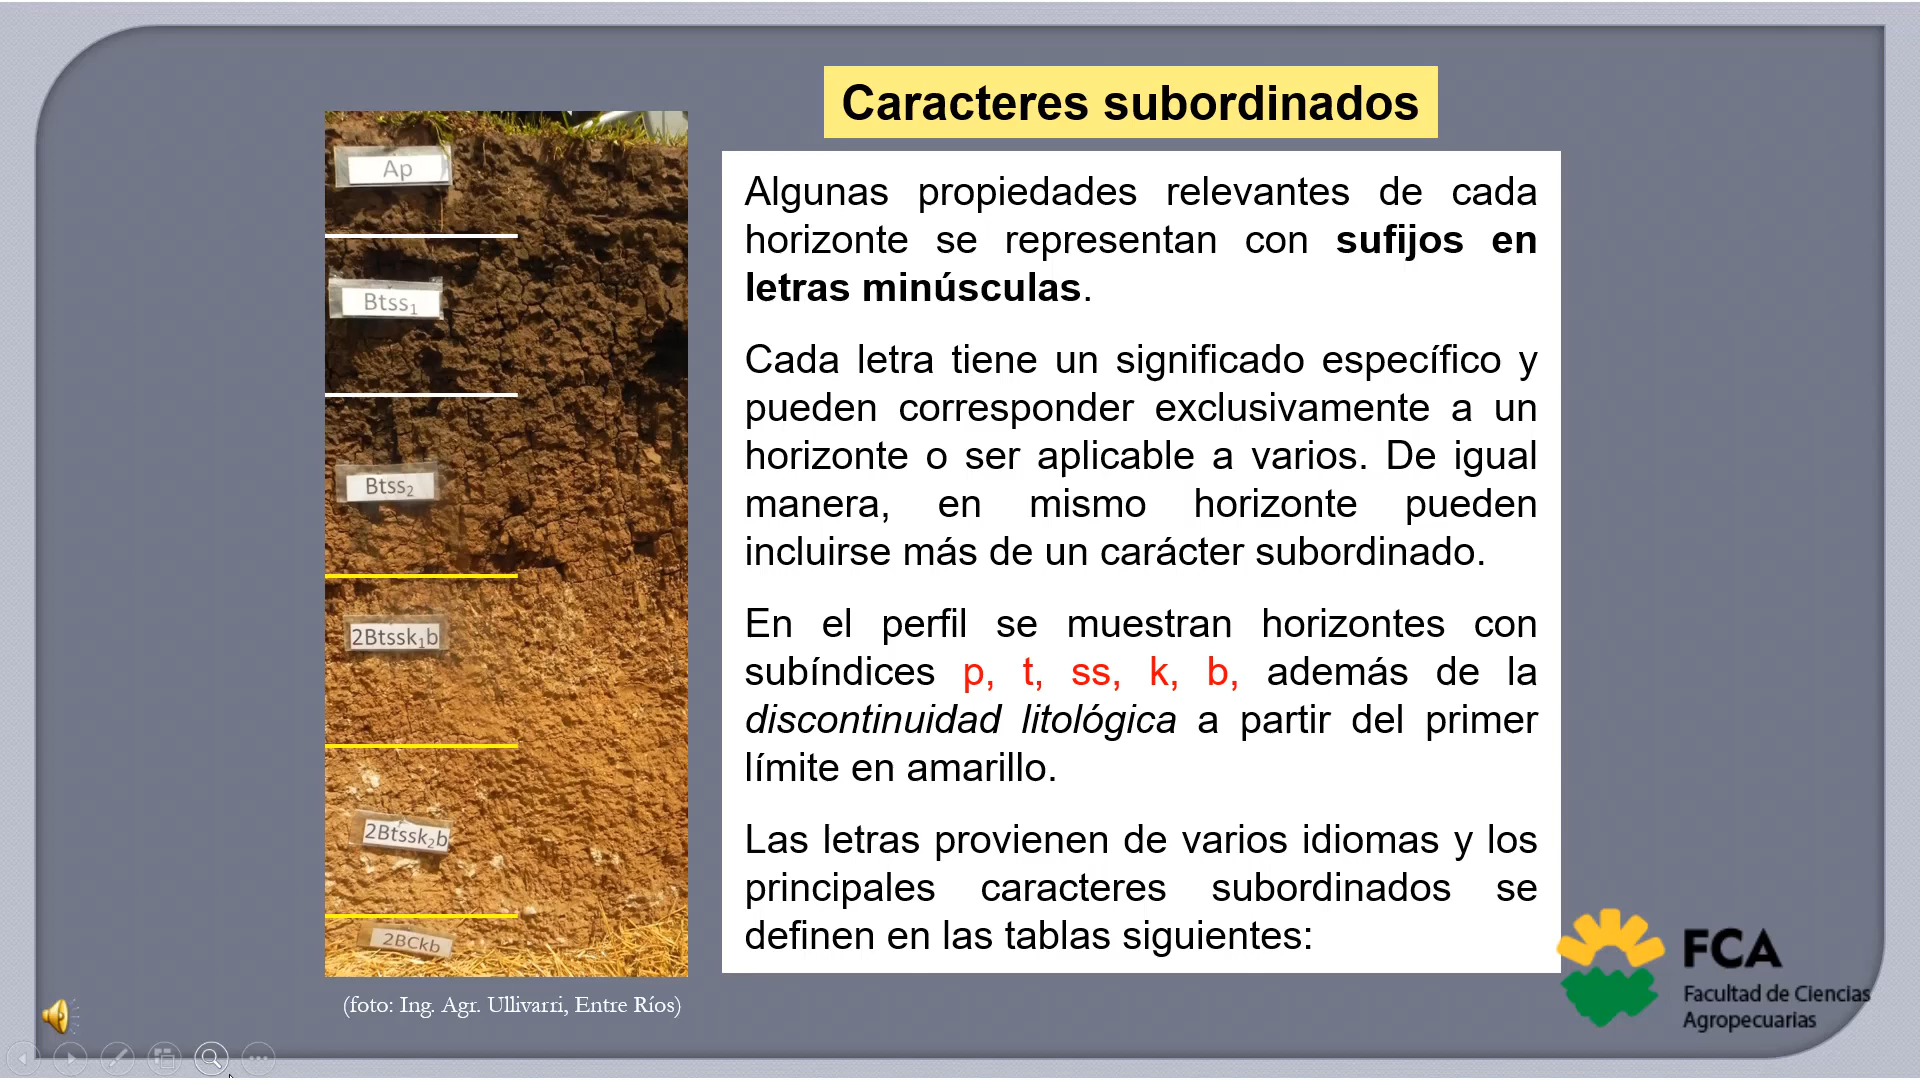 Caracteres subordinados
Ap
Btss₁
Btss₂
2Btssk₁b
2Btssk₂b
2BCkb
(foto: Ing. Agr. Ullivarri, Entre Ríos)
Algunas propiedades relevantes de cada
horizonte se representan con sufijos en
letras minúsculas.
Cada letra tiene un significado específico y
pueden corresponder exclusivamente a un
horizonte o ser aplicable a varios. De igual
manera, en mismo horizonte pueden
incluirse más de un carácter subordinado.
En el perfil se muestran horizontes con
subíndices p, t, ss, k, b, además de la
discontinuidad litológica a partir del primer
límite en amarillo.
Las letras provienen de varios idiomas y los
principales caracteres subordinados se
definen en las tablas siguientes:
FCA
Facultad de Ciencias
Agropecuarias